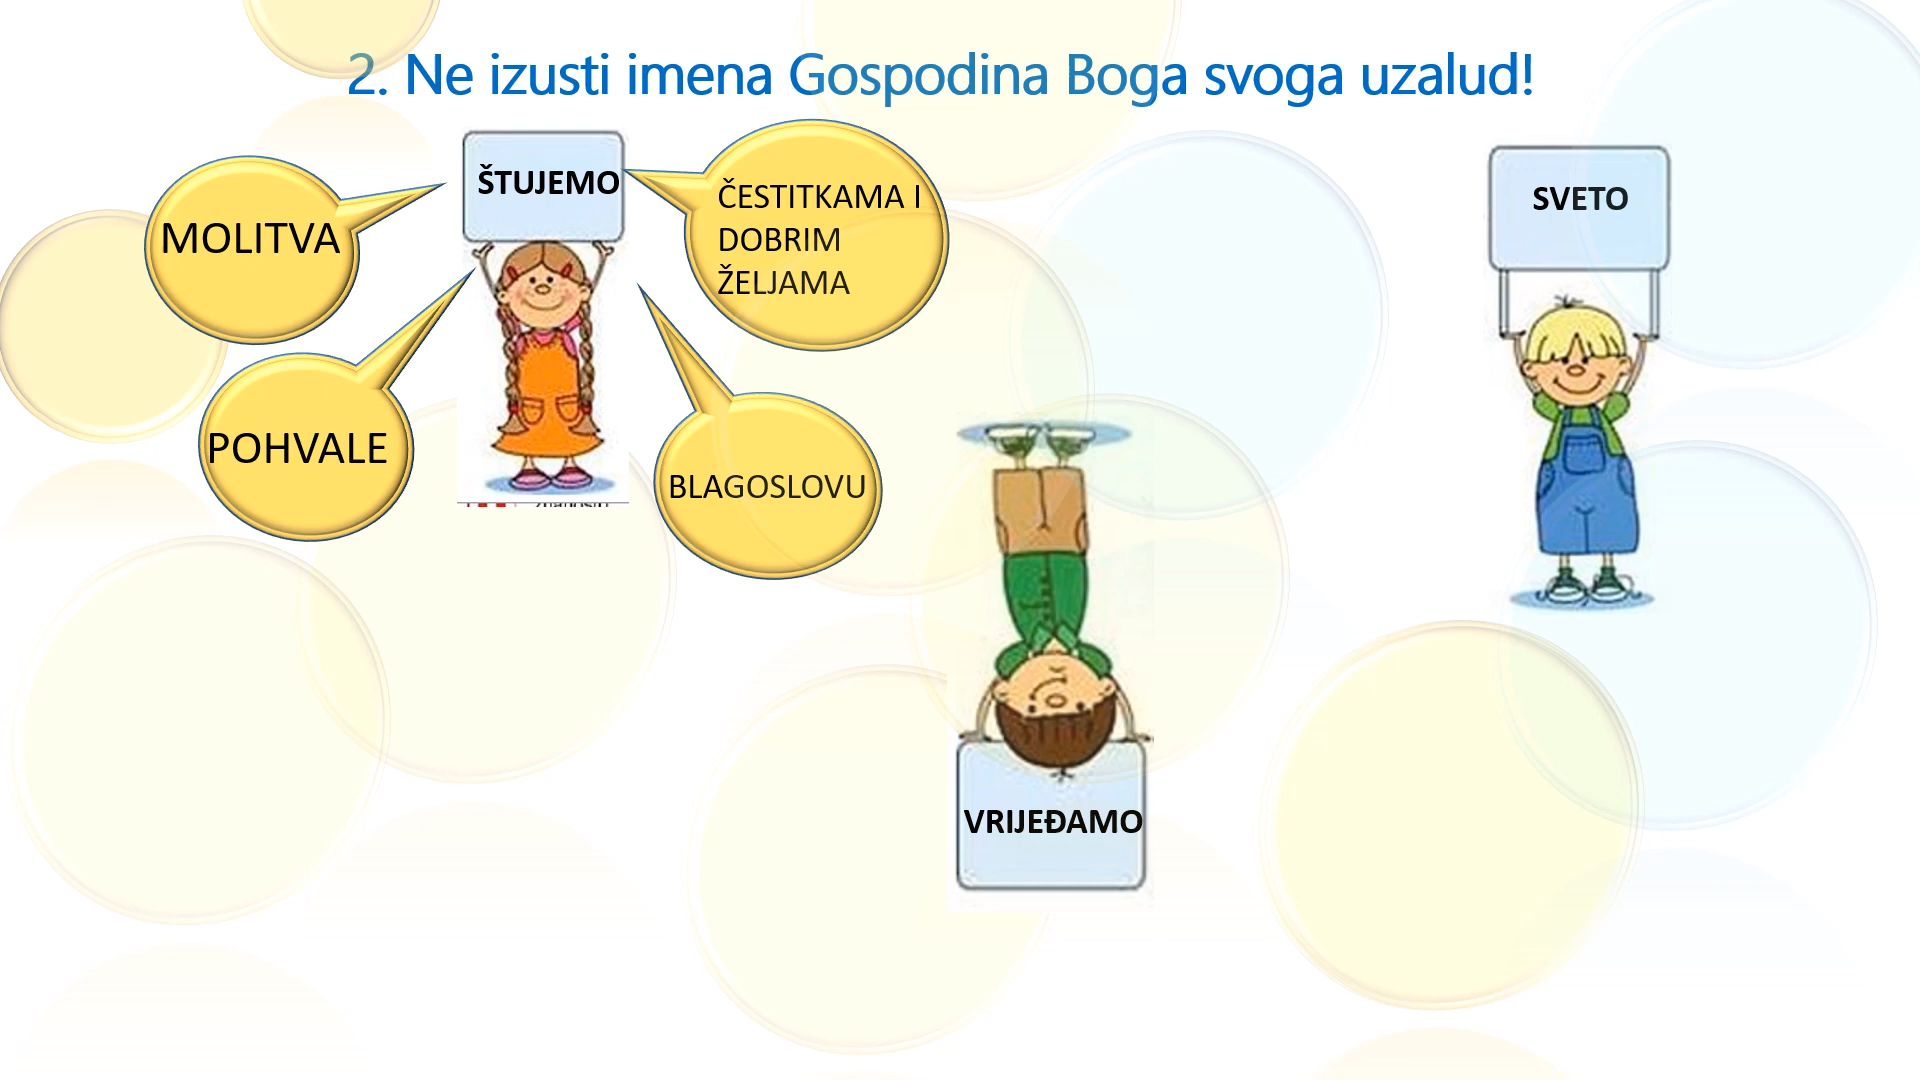 2. Ne izusti imena Gospodina Boga svoga uzalud!
ŠTUJEMO
MOLITVA
ČESTITKAMA I
DOBRIM
ŽELJAMA
POHVALE
BLAGOSLOVU
SVETO
VRIJEĐAMO